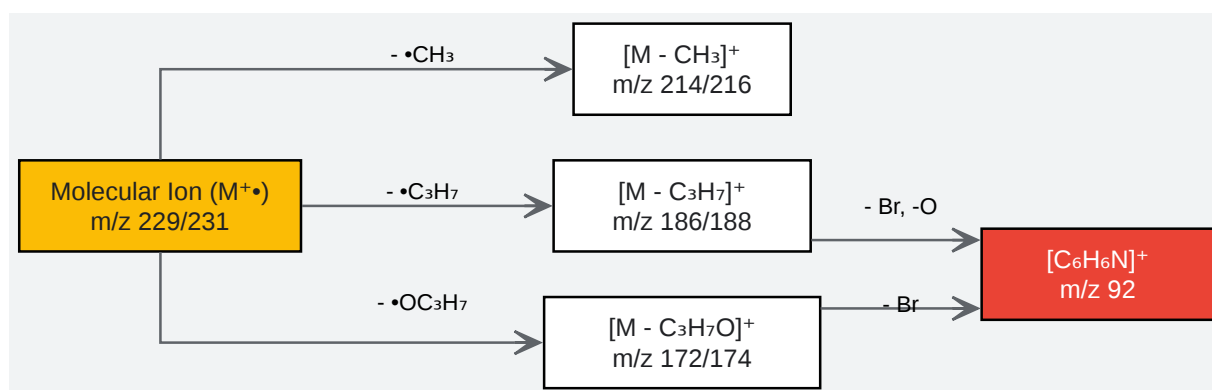 - •CH₃
[M - CH₃]⁺
m/z 214/216
Molecular Ion (M⁺•)
m/z 229/231
- •C₃H₇
[M - C₃H₇]⁺
m/z 186/188
- Br, -O
[C₆H₆N]⁺
m/z 92
- •OC₃H₇
[M - C₃H₇O]⁺
m/z 172/174
- Br